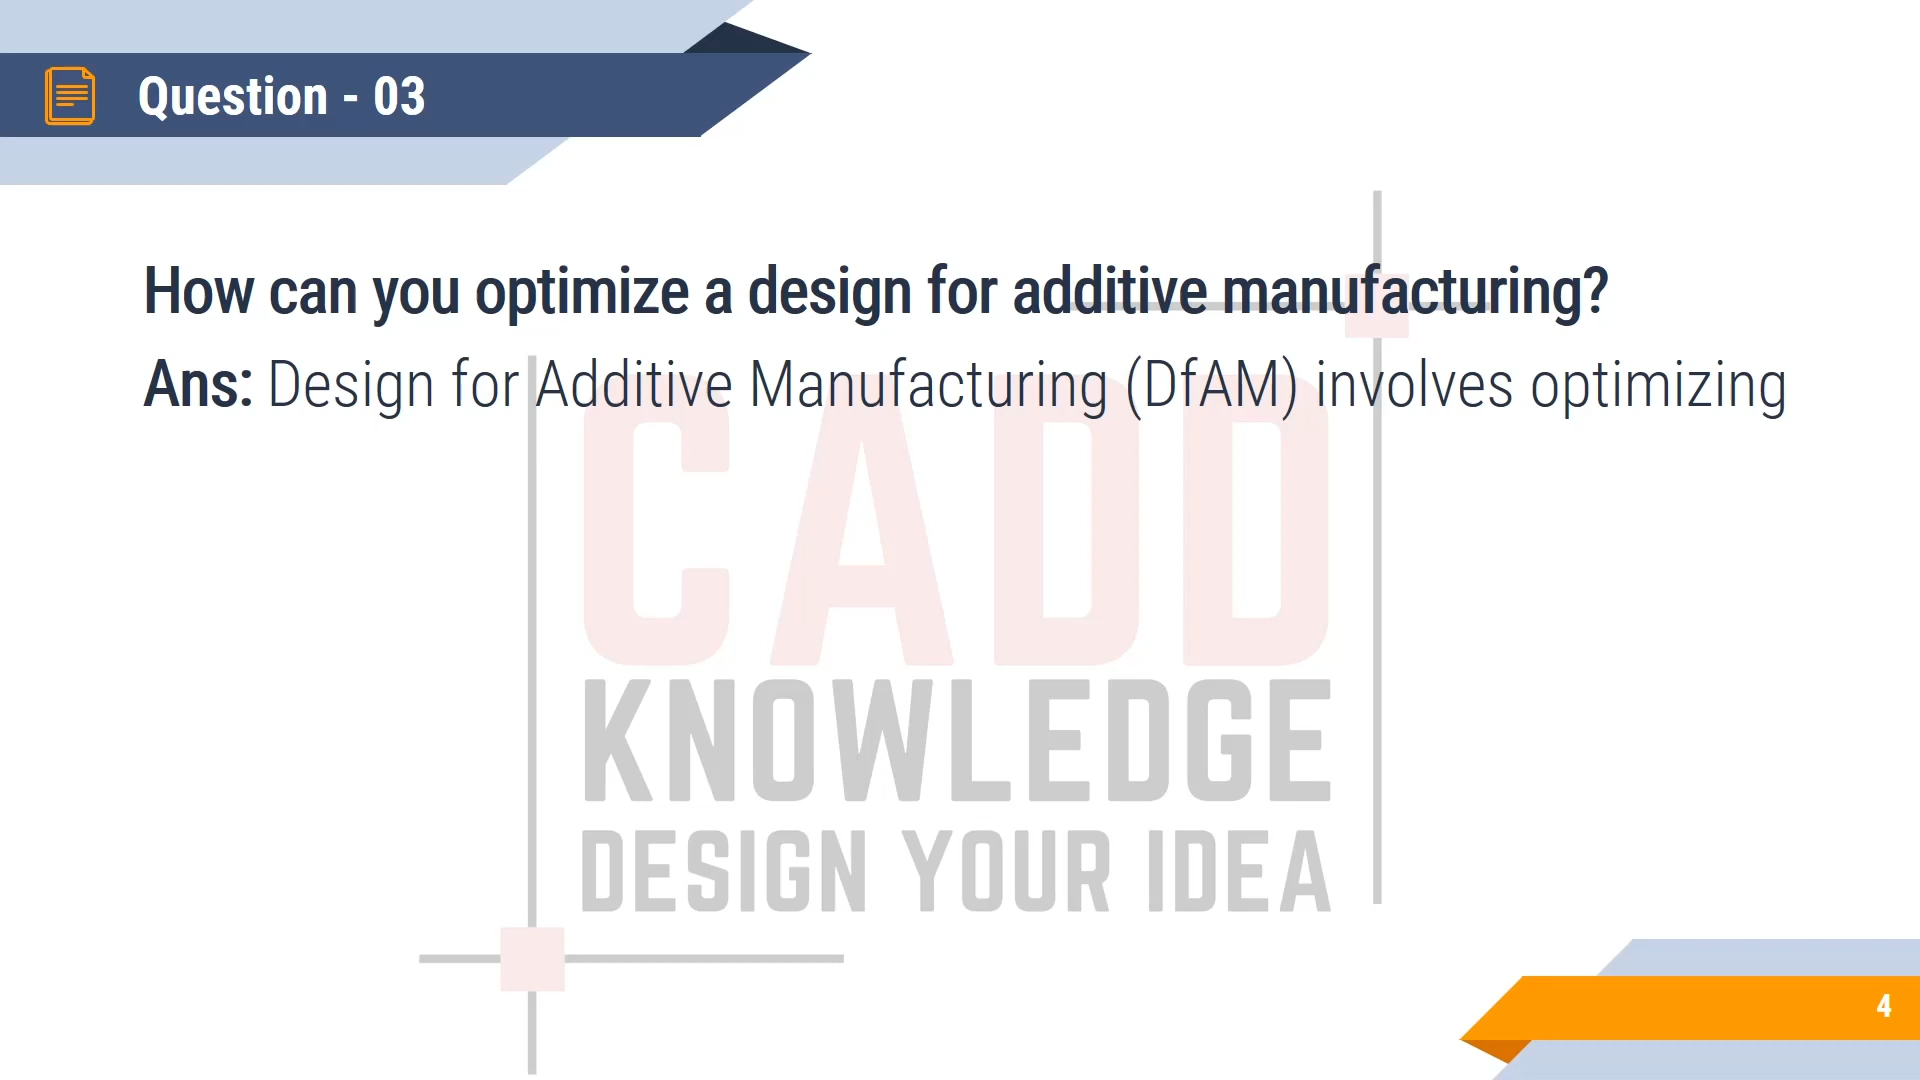 Question - 03
How can you optimize a design for additive manufacturing?
Ans: Design for Additive Manufacturing (DfAM) involves optimizing
CADD
KNOWLEDGE
DESIGN YOUR IDEA
4